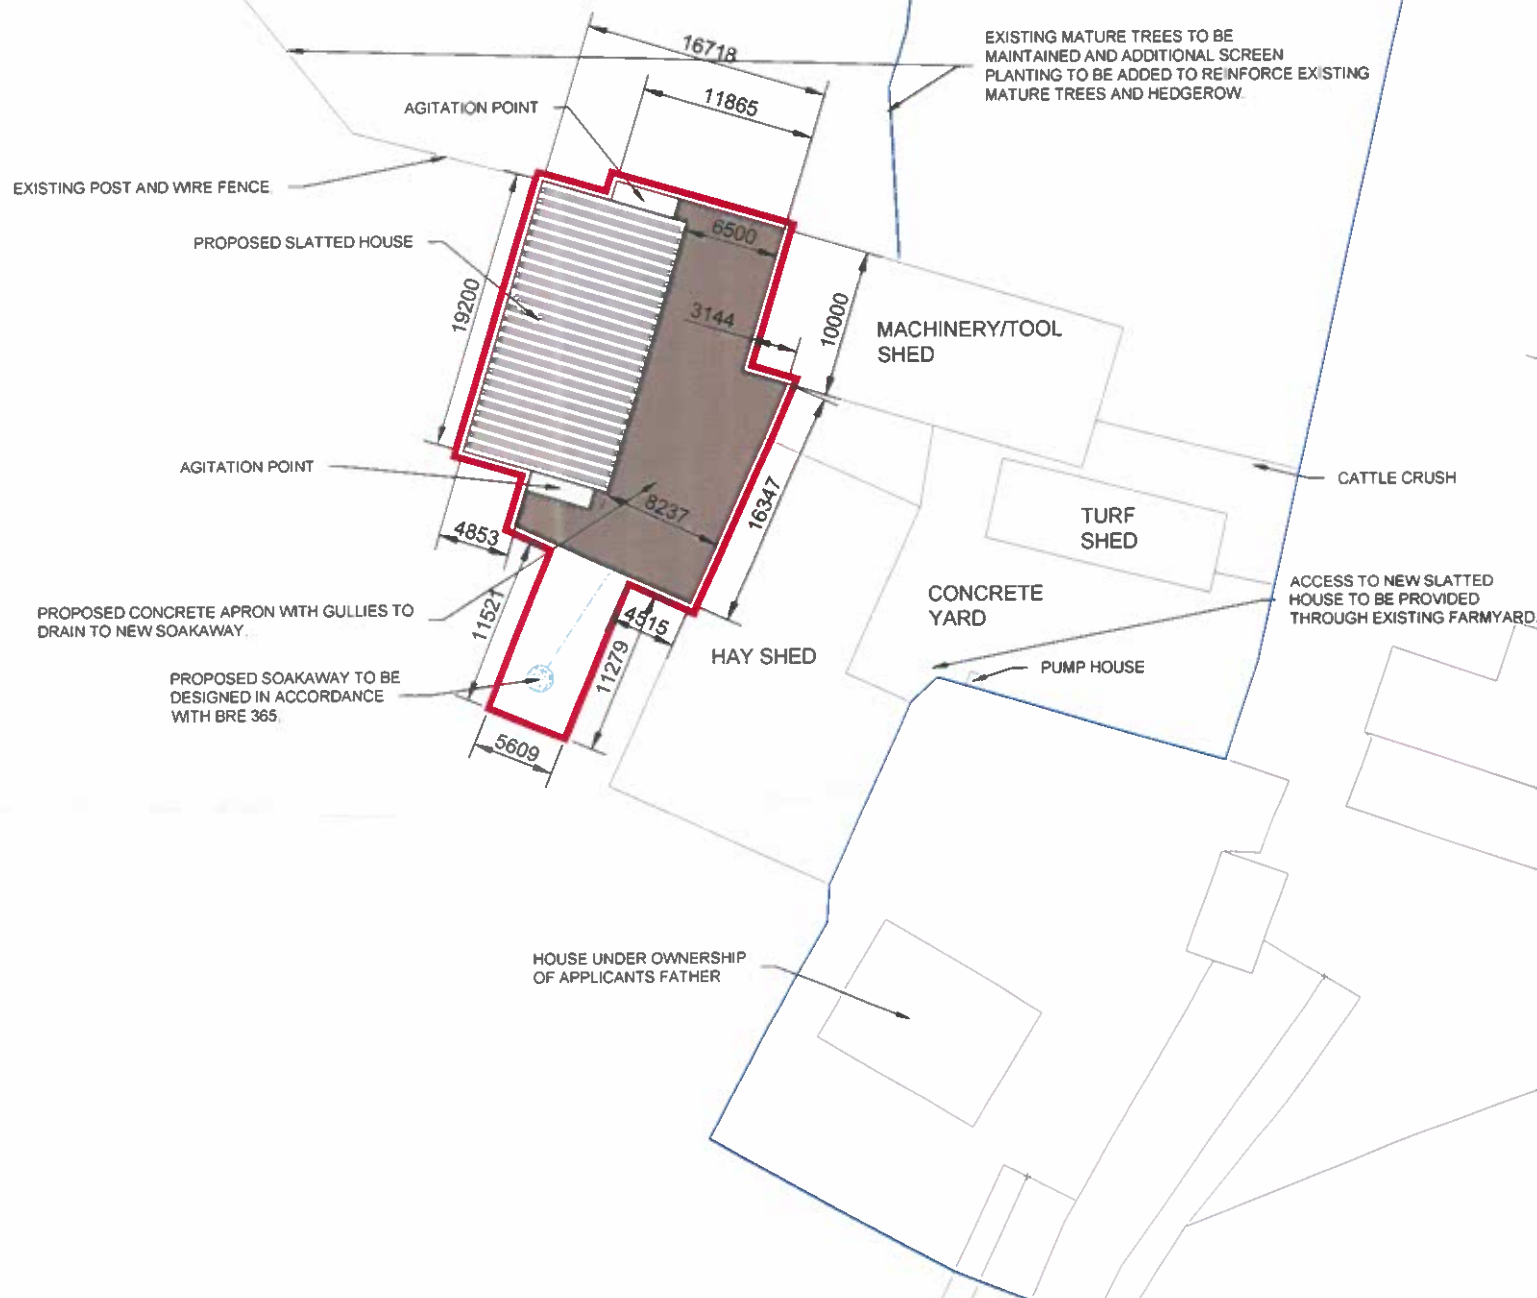 EXISTING MATURE TREES TO BE
MAINTAINED AND ADDITIONAL SCREEN
PLANTING TO BE ADDED TO REINFORCE EXISTING
MATURE TREES AND HEDGEROW.
16718
11865
AGITATION POINT
EXISTING POST AND WIRE FENCE.
PROPOSED SLATTED HOUSE
6500
19200
3144
10000
MACHINERY/TOOL
SHED
AGITATION POINT
CATTLE CRUSH
8237
16347
TURF
SHED
4853
11521
PROPOSED CONCRETE APRON WITH GULLIES TO
DRAIN TO NEW SOAKAWAY.
4515
11279
HAY SHED
CONCRETE
YARD
ACCESS TO NEW SLATTED
HOUSE TO BE PROVIDED
THROUGH EXISTING FARMYARD.
PUMP HOUSE
PROPOSED SOAKAWAY TO BE
DESIGNED IN ACCORDANCE
WITH BRE 365.
5609
HOUSE UNDER OWNERSHIP
OF APPLICANTS FATHER